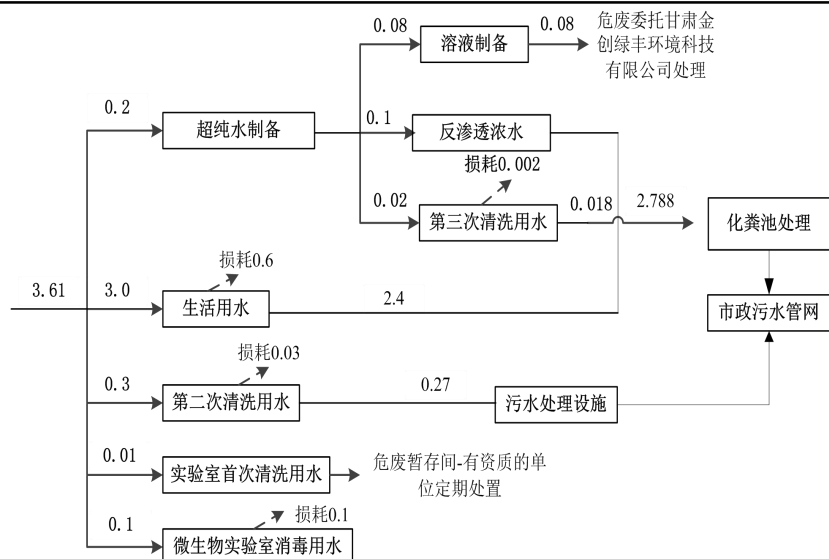 0.08
溶液制备
0.08
危废委托甘肃金
创绿丰环境科技
有限公司处理
0.2
超纯水制备
0.1
反渗透浓水
损耗0.002
0.02
第三次清洗用水
0.018
2.788
化粪池处理
损耗0.6
3.61
3.0
生活用水
2.4
市政污水管网
损耗0.03
0.3
第二次清洗用水
0.27
污水处理设施
0.01
实验室首次清洗用水
危废暂存间-有资质的单
位定期处置
损耗0.1
0.1
微生物实验室消毒用水